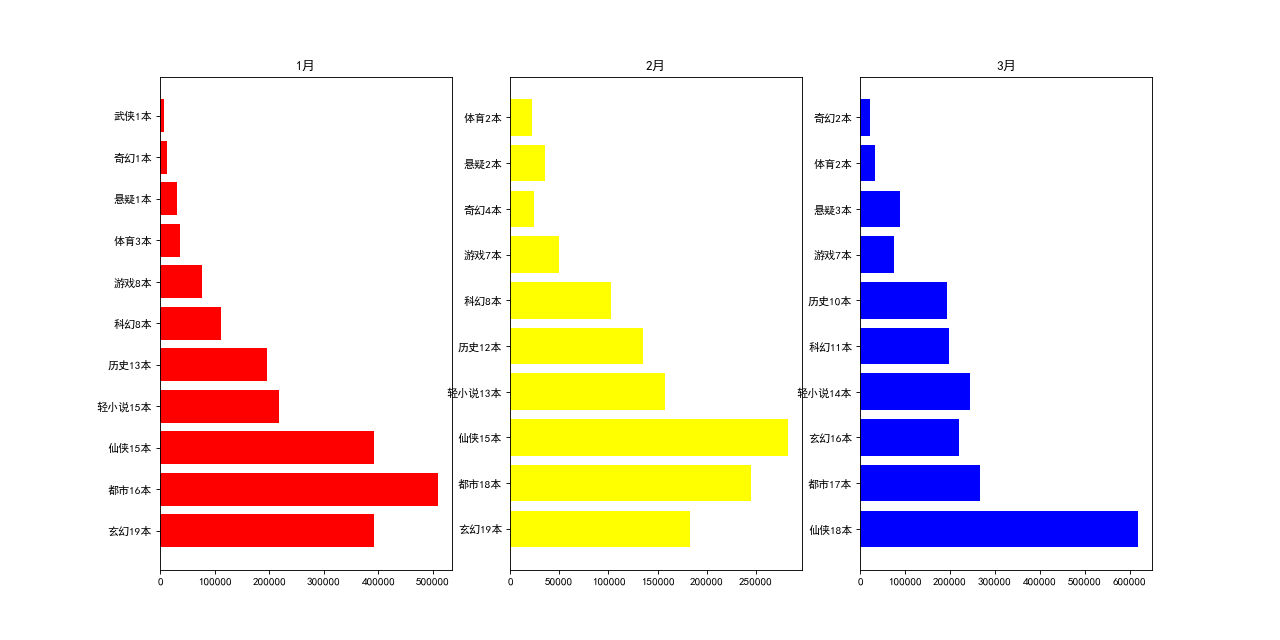 1月
武侠1本
奇幻1本
悬疑1本
体育3本
游戏8本
科幻8本
历史13本
轻小说15本
仙侠15本
都市16本
玄幻19本
0 100000 200000 300000 400000 500000
2月
体育2本
悬疑2本
奇幻4本
游戏7本
科幻8本
历史12本
轻小说13本
仙侠15本
都市18本
玄幻19本
0 50000 100000 150000 200000 250000
3月
奇幻2本
体育2本
悬疑3本
游戏7本
历史10本
科幻11本
轻小说14本
玄幻16本
都市17本
仙侠18本
0 100000 200000 300000 400000 500000 600000